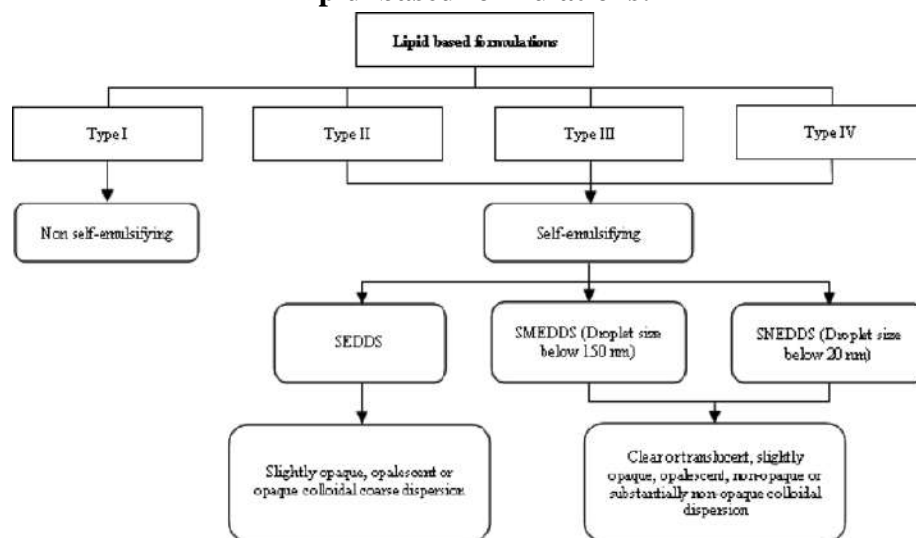 Lipid based formulations
Type I
Type II
Type III
Type IV
Non self-emulsifying
Self-emulsifying
SEDDS
SMEDDS (Droplet size
below 150 nm)
SNEDDS (Droplet size
below 20 nm)
Slightly opaque, opalescent or
opaque colloidal coarse dispersion
Clear or translucent, slightly
opaque, opalescent, non-opaque or
substantially non-opaque colloidal
dispersion